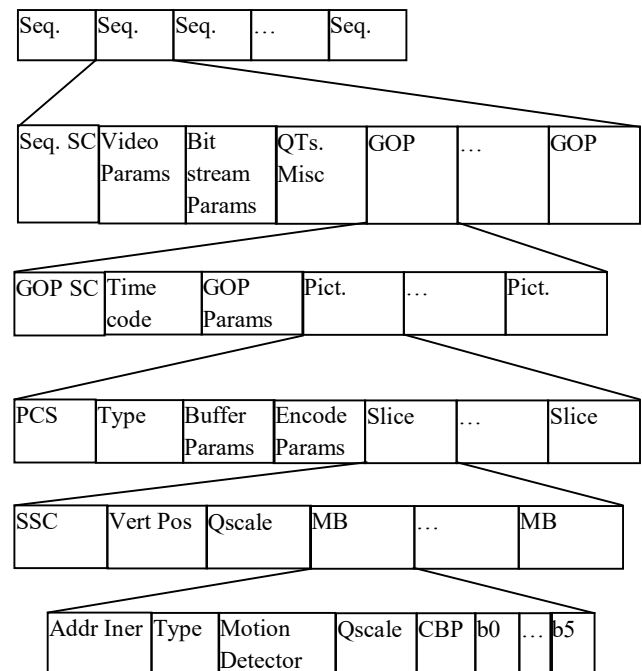 Seq. Seq. Seq. … Seq.
Seq. SC Video Params Bit stream Params QTs. Misc GOP … GOP
GOP SC Time code GOP Params Pict. … Pict.
PCS Type Buffer Params Encode Params Slice … Slice
SSC Vert Pos Qscale MB … MB
Addr Iner Type Motion Detector Qscale CBP b0 … b5